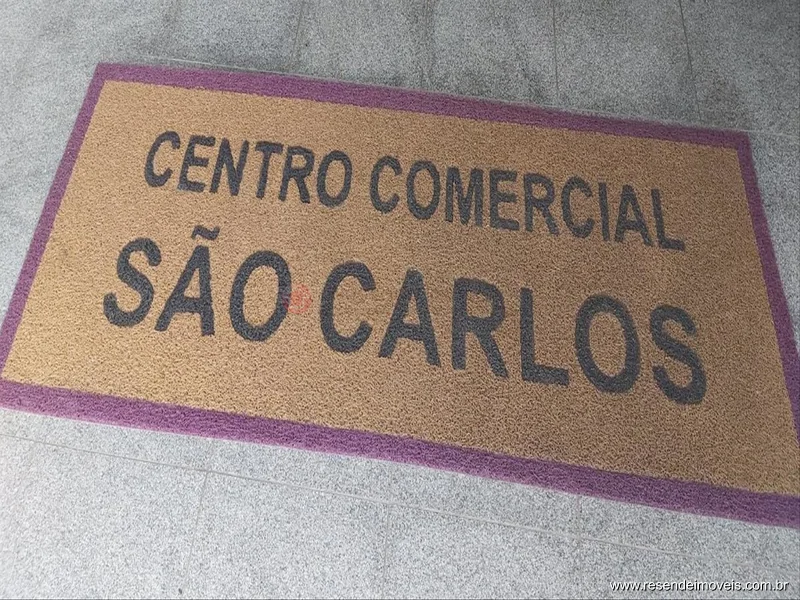 CENTRO COMERCIAL
SÃO CARLOS
www.resendeimoveis.com.br